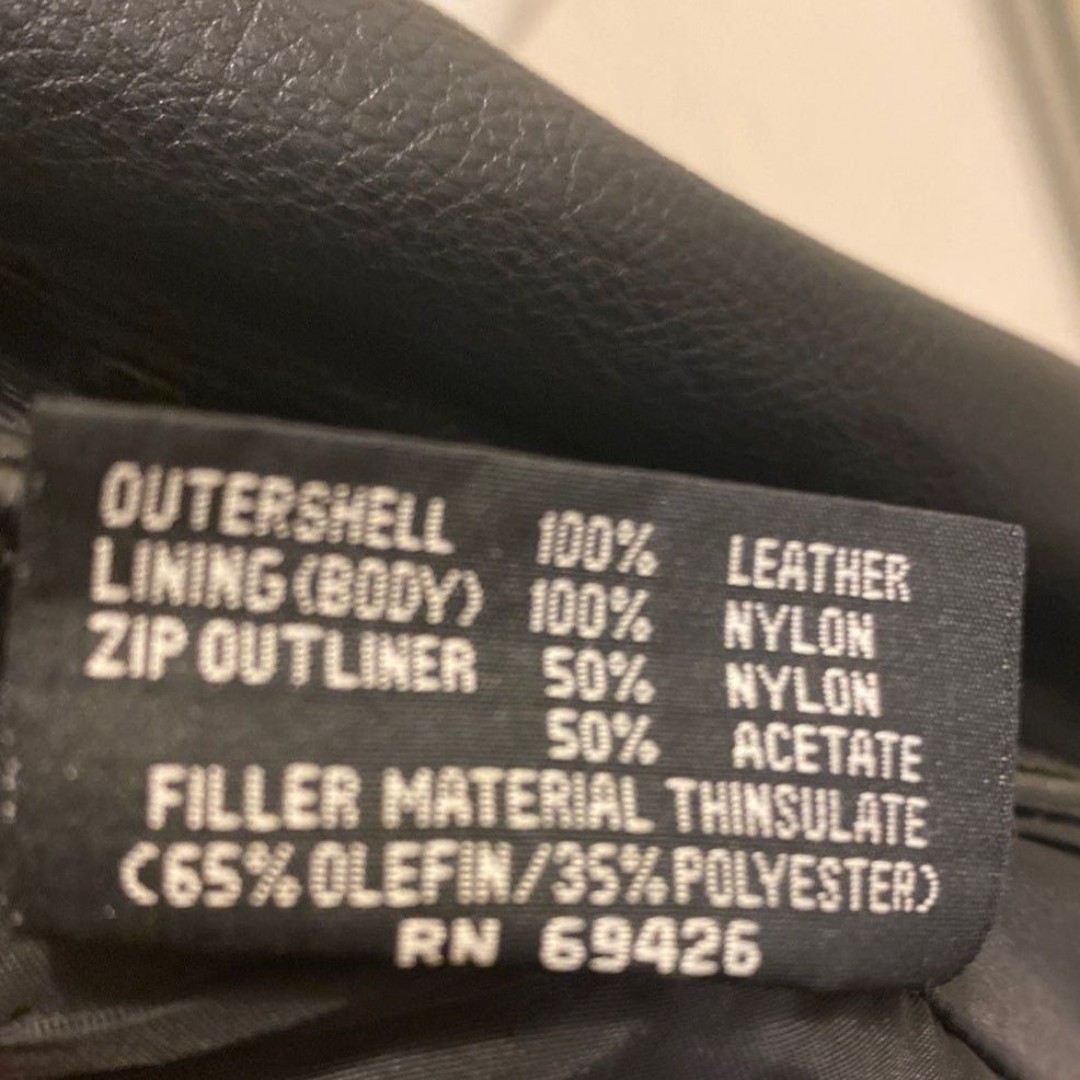 OUTERSHELL 100% LEATHER
LINING (BODY) 100% NYLON
ZIP OUTLINER 50% NYLON
50% ACETATE
FILLER MATERIAL THINSULATE
(65% OLEFIN/35% POLYESTER)
RN 69426